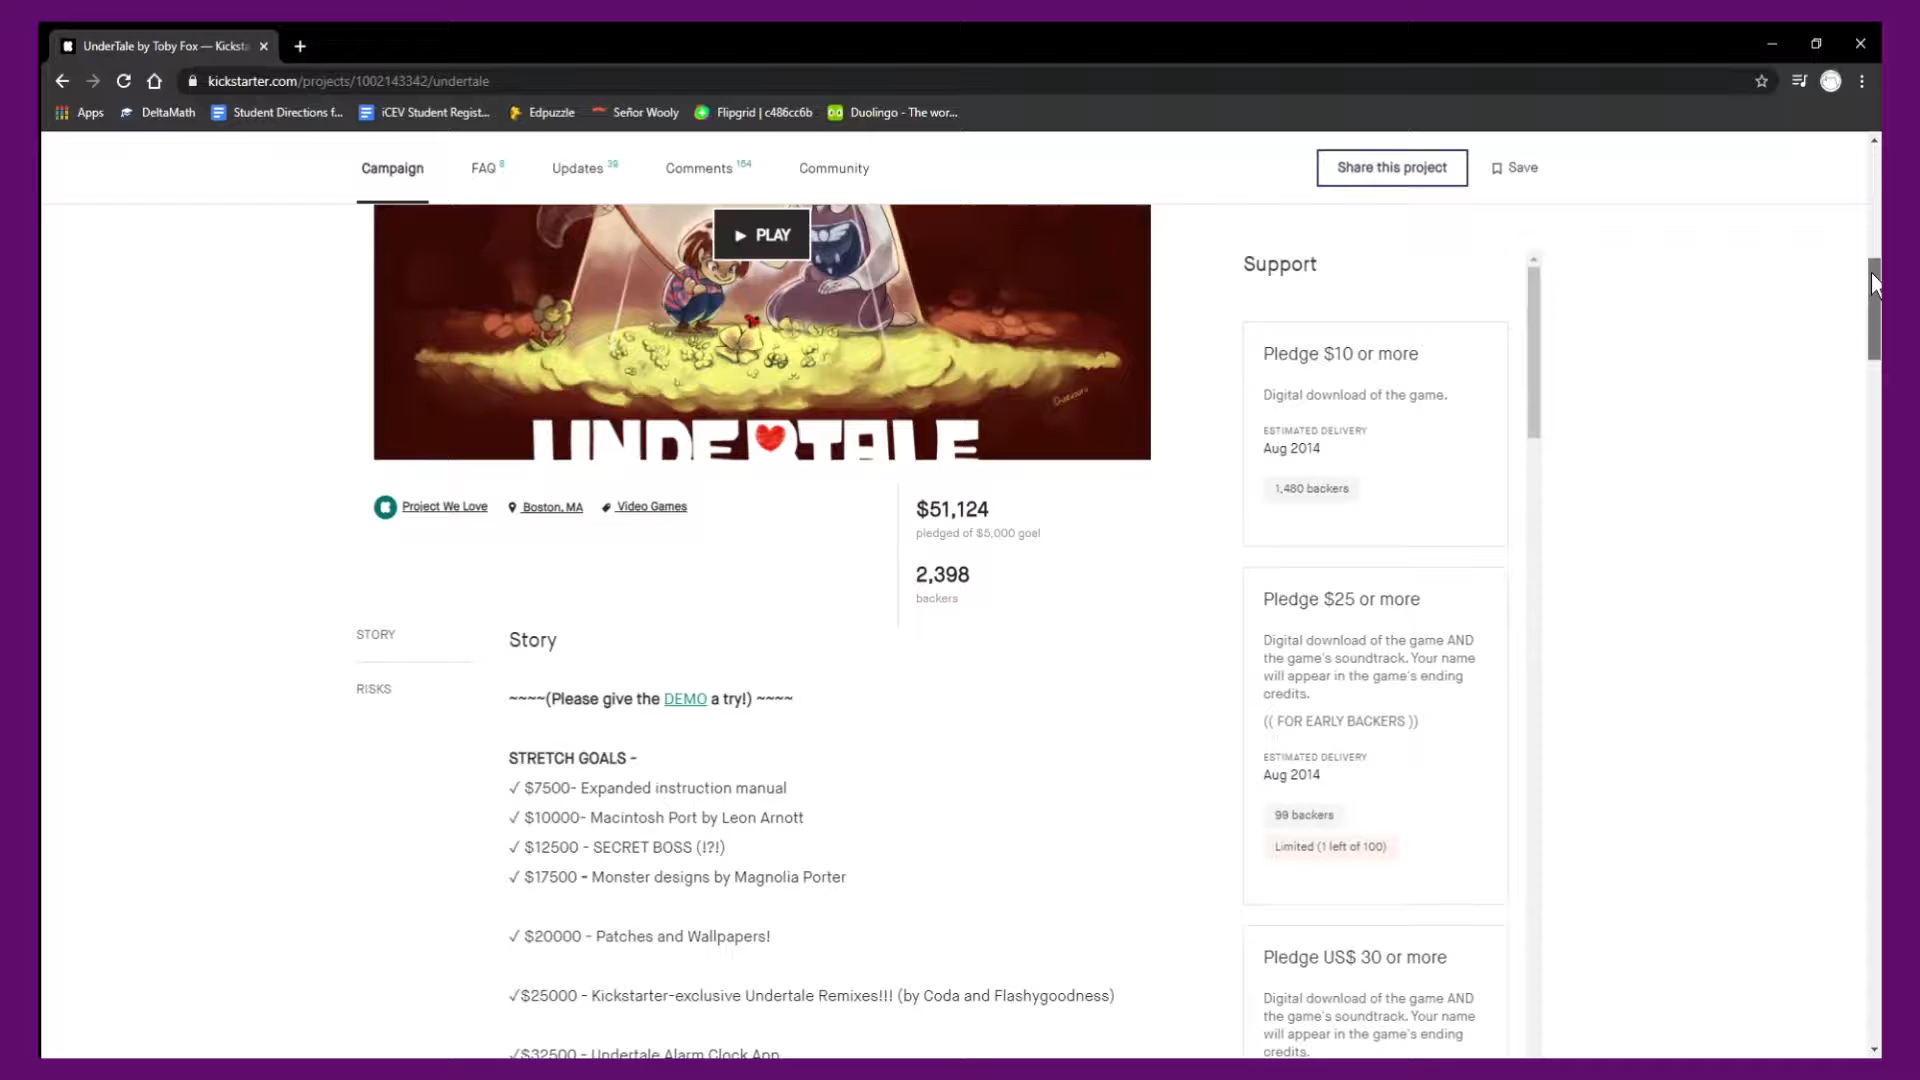 UnderTale by Toby Fox — Kicksta
kickstarter.com/projects/1002143342/undertale
Apps DeltaMath Student Directions f... iCEV Student Regist... Edpuzzle Señor Wooly Flipgrid | c486cc6b Duolingo - The wor...
Campaign FAQ 8 Updates 39 Comments 164 Community Share this project Save
PLAY
UNDERTALE
Project We Love Boston, MA Video Games
$51,124
pledged of $5,000 goal
2,398
backers
STORY
RISKS
Story
~~~~(Please give the DEMO a try!) ~~~~
STRETCH GOALS -
✓ $7500- Expanded instruction manual
✓ $10000- Macintosh Port by Leon Arnott
✓ $12500 - SECRET BOSS (!?!)
✓ $17500 - Monster designs by Magnolia Porter
✓ $20000 - Patches and Wallpapers!
✓$25000 - Kickstarter-exclusive Undertale Remixes!!! (by Coda and Flashygoodness)
✓$32500 - Undertale Alarm Clock App
Support
Pledge $10 or more
Digital download of the game.
ESTIMATED DELIVERY
Aug 2014
1,480 backers
Pledge $25 or more
Digital download of the game AND
the game's soundtrack. Your name
will appear in the game's ending
credits.
(( FOR EARLY BACKERS ))
ESTIMATED DELIVERY
Aug 2014
99 backers
Limited (1 left of 100)
Pledge US$ 30 or more
Digital download of the game AND
the game's soundtrack. Your name
will appear in the game's ending
credits.